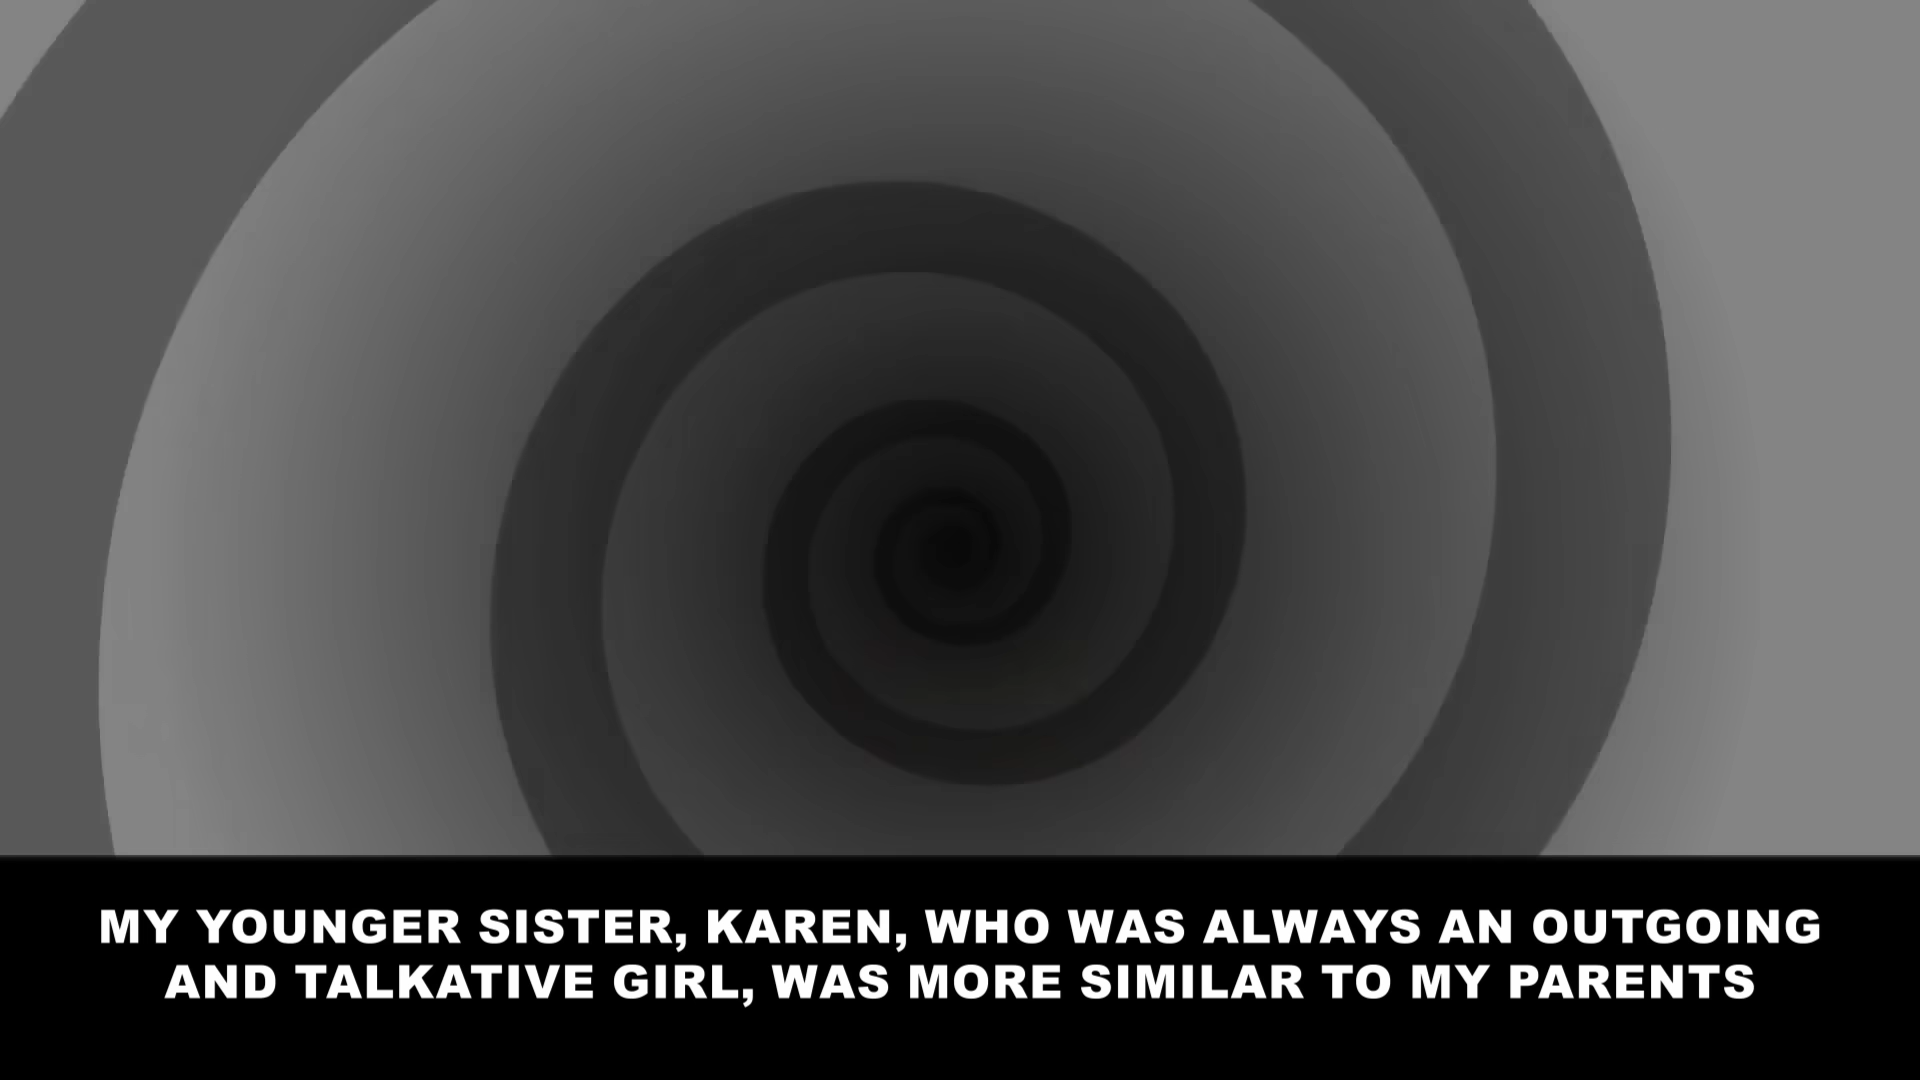 MY YOUNGER SISTER, KAREN, WHO WAS ALWAYS AN OUTGOING
AND TALKATIVE GIRL, WAS MORE SIMILAR TO MY PARENTS